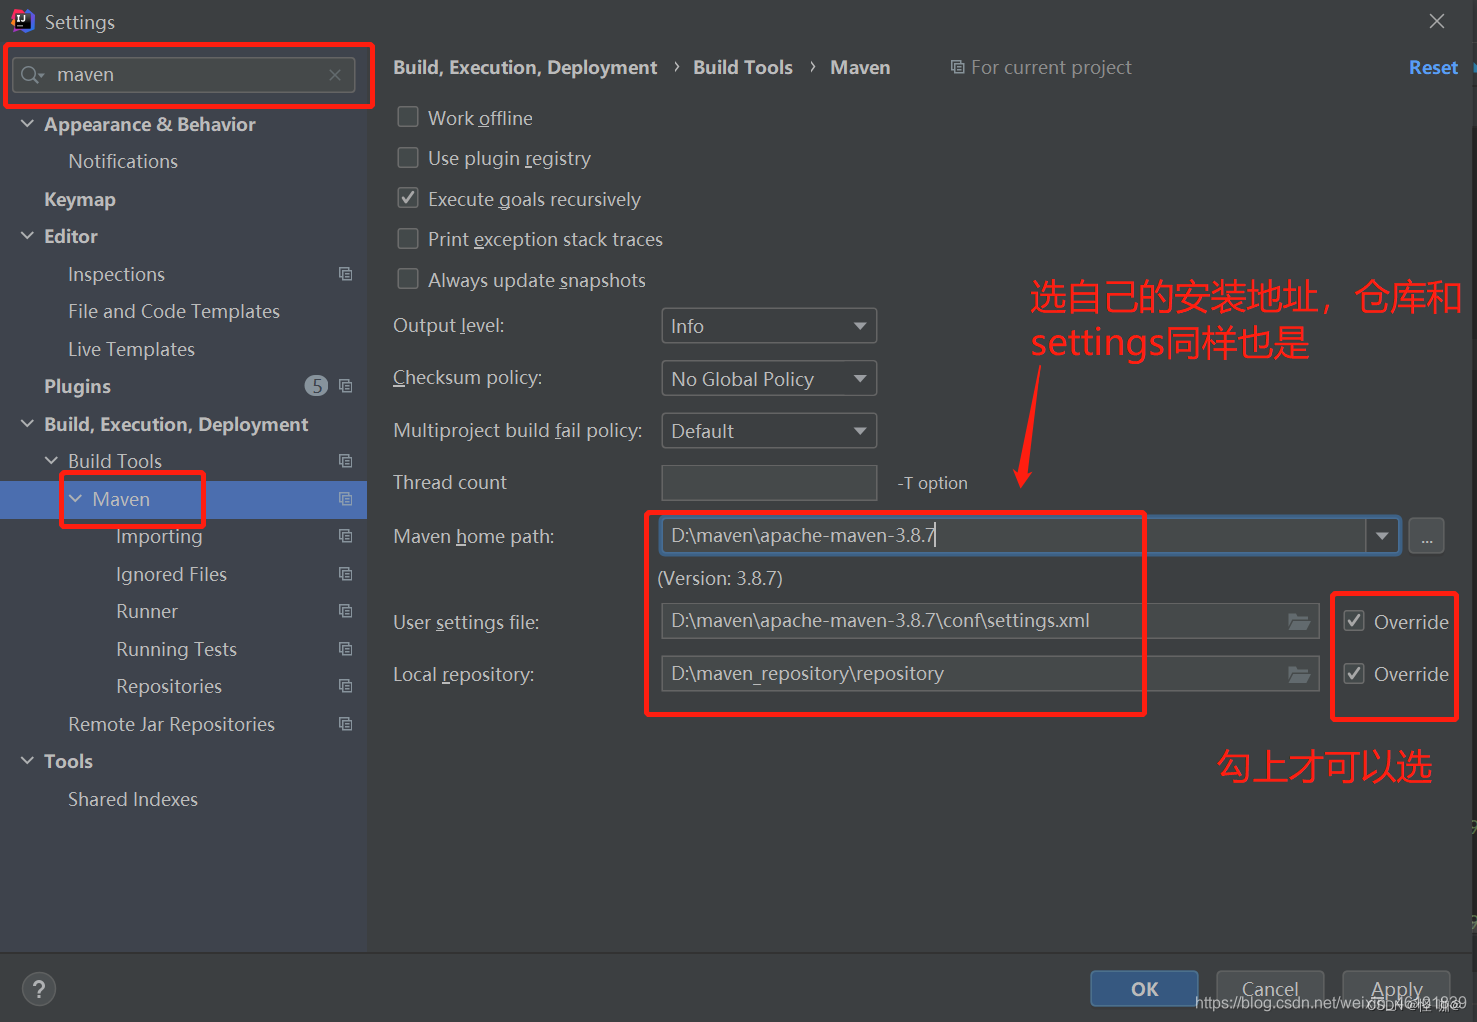 Settings
maven
Appearance & Behavior
Notifications
Keymap
Editor
Inspections
File and Code Templates
Live Templates
Plugins 5
Build, Execution, Deployment
Build Tools
Maven
Importing
Ignored Files
Runner
Running Tests
Repositories
Remote Jar Repositories
Tools
Shared Indexes
Build, Execution, Deployment › Build Tools › Maven For current project Reset
Work offline
Use plugin registry
Execute goals recursively
Print exception stack traces
Always update snapshots
Output level: Info
Checksum policy: No Global Policy
Multiproject build fail policy: Default
Thread count -T option
选自己的安装地址，仓库和
settings同样也是
Maven home path: D:\maven\apache-maven-3.8.7 ...
(Version: 3.8.7)
User settings file: D:\maven\apache-maven-3.8.7\conf\settings.xml Override
Local repository: D:\maven_repository\repository Override
勾上才可以选
? OK Cancel Apply